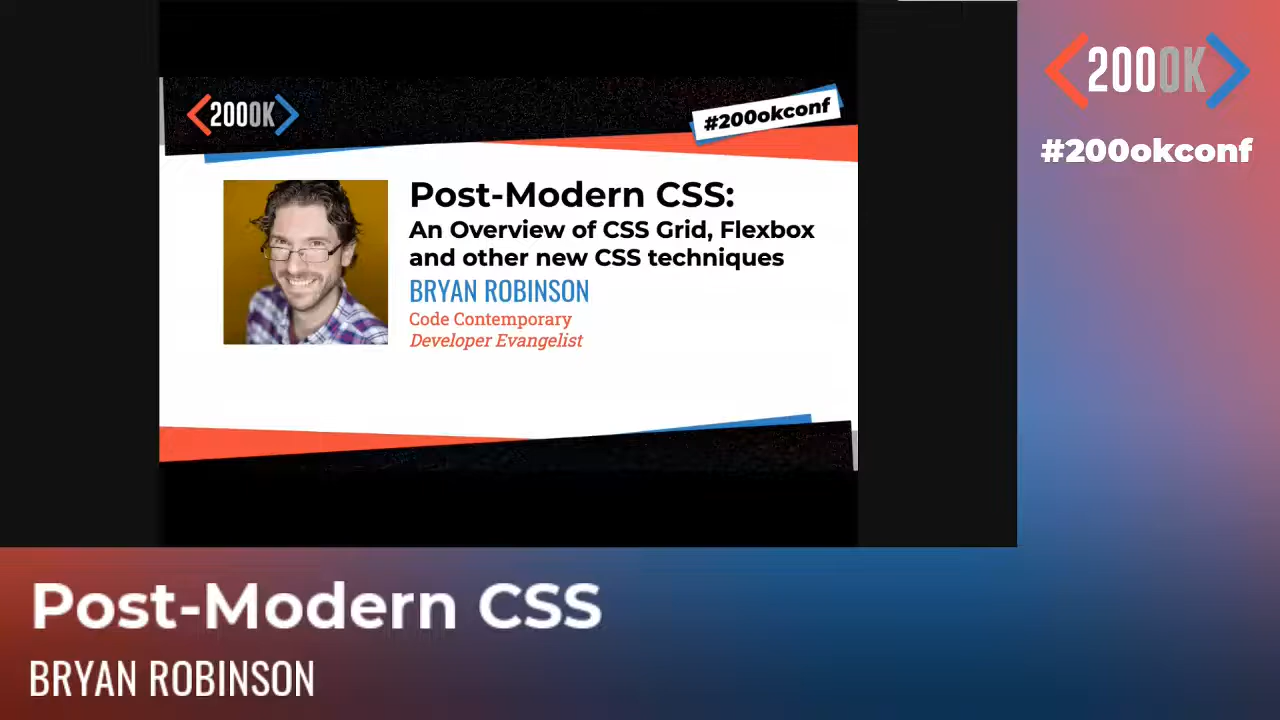 200OK
#200okconf
Post-Modern CSS:
An Overview of CSS Grid, Flexbox
and other new CSS techniques
BRYAN ROBINSON
Code Contemporary
Developer Evangelist
200OK
#200okconf
Post-Modern CSS
BRYAN ROBINSON